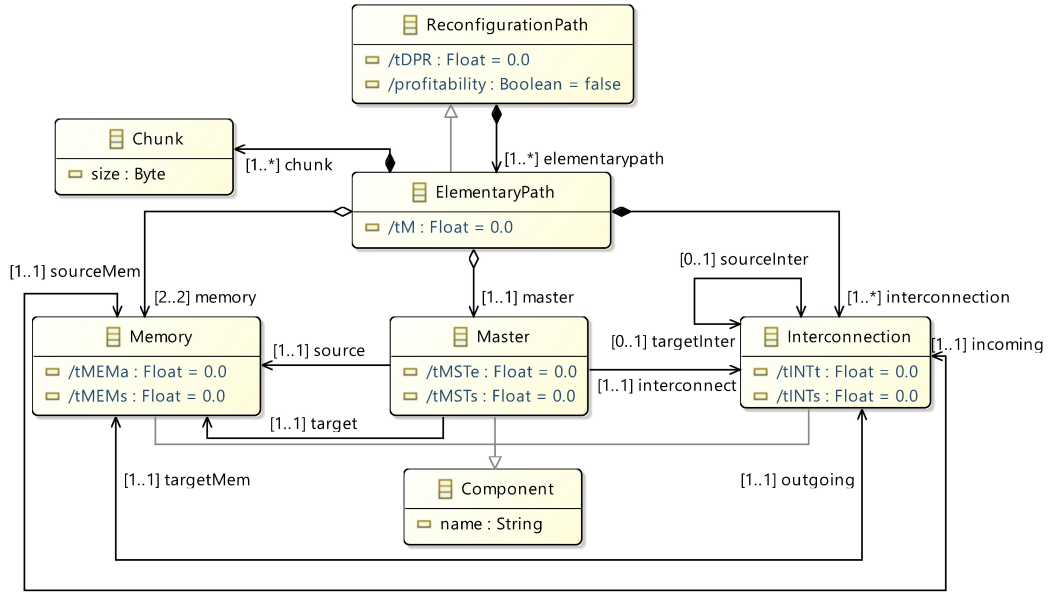 ReconfigurationPath
/tDPR : Float = 0.0
/profitability : Boolean = false
Chunk
size : Byte
[1..*] chunk
[1..*] elementarypath
ElementaryPath
/tM : Float = 0.0
[1..1] sourceMem
[2..2] memory
[1..1] master
[0..1] sourceInter
[1..*] interconnection
Memory
/tMEMa : Float = 0.0
/tMEMs : Float = 0.0
[1..1] source
Master
/tMSTe : Float = 0.0
/tMSTs : Float = 0.0
[0..1] targetInter
[1..1] interconnect
Interconnection
/tINTt : Float = 0.0
/tINTs : Float = 0.0
[1..1] incoming
[1..1] target
[1..1] targetMem
[1..1] outgoing
Component
name : String